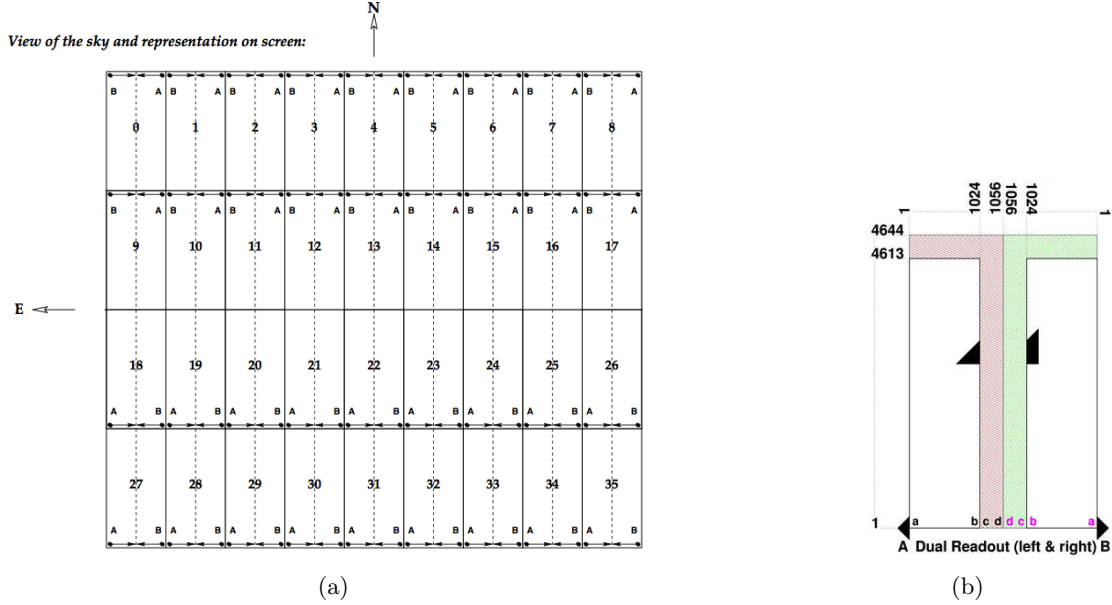 N
View of the sky and representation on screen:
B A B A B A B A B A B A B A B A B A
0 1 2 3 4 5 6 7 8
B A B A B A B A B A B A B A B A B A
9 10 11 12 13 14 15 16 17
E
18 19 20 21 22 23 24 25 26
A B A B A B A B A B A B A B A B A B
27 28 29 30 31 32 33 34 35
A B A B A B A B A B A B A B A B A B
(a)
1 1024 1056 1056 1024 1
4644
4613
1 a b c d d c b a
A Dual Readout (left & right) B
(b)